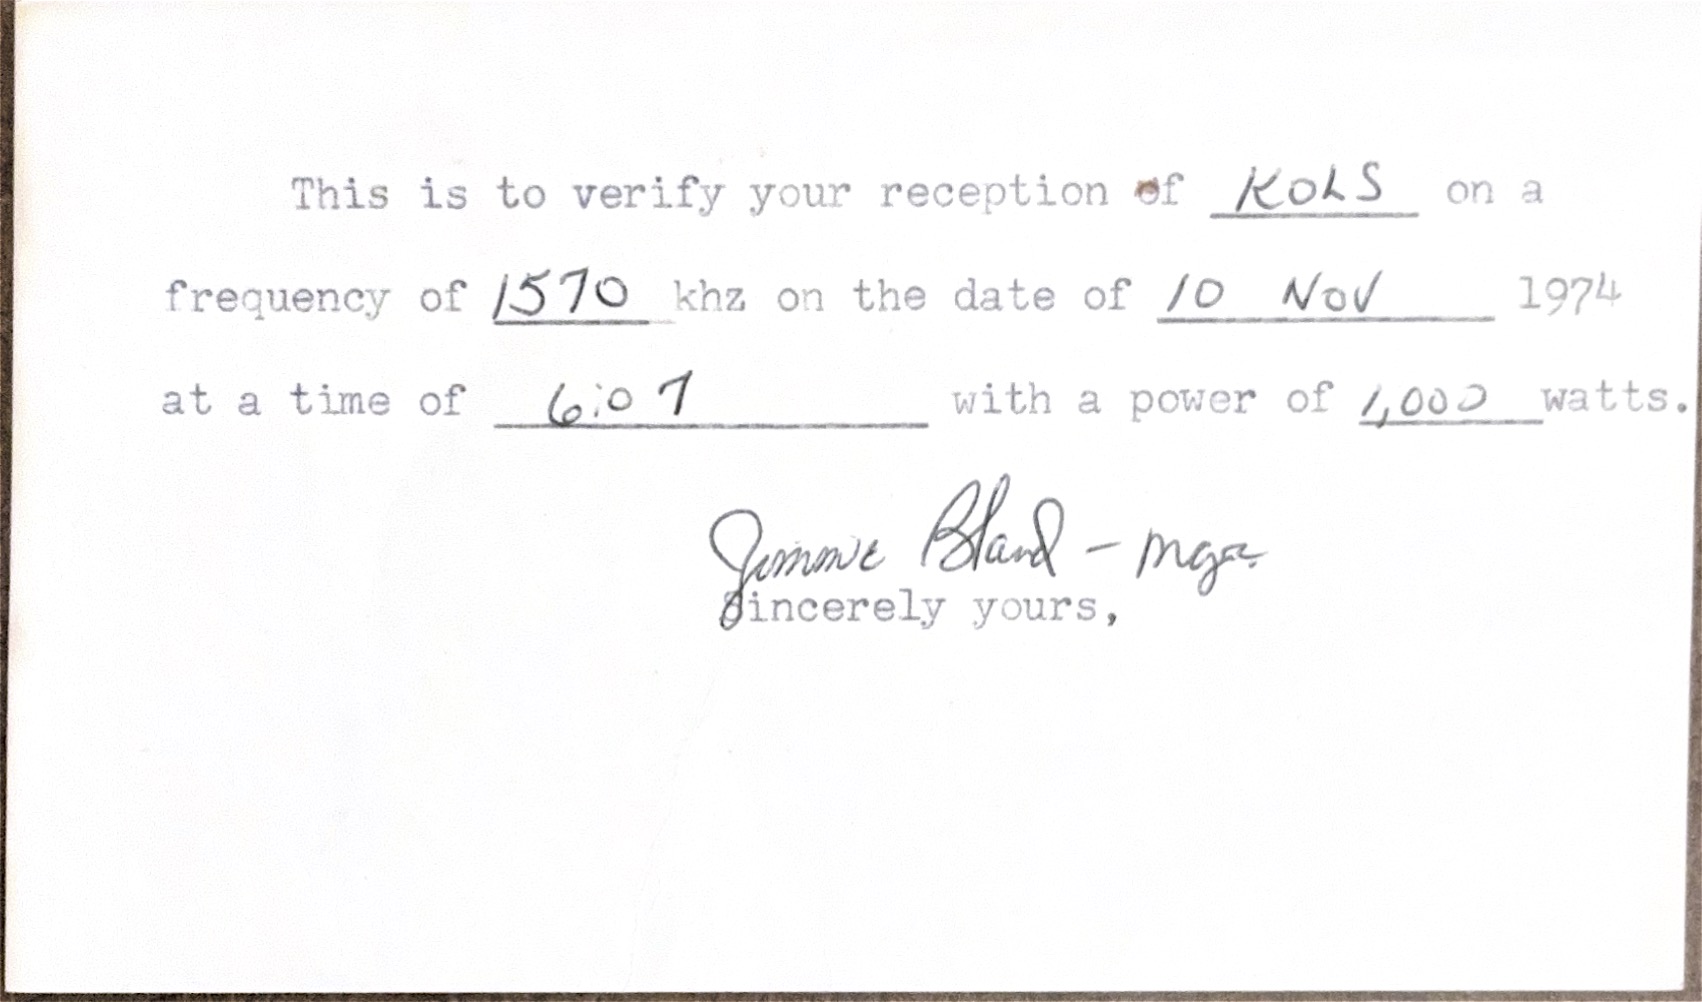 This is to verify your reception of KOLS on a
frequency of 1570 khz on the date of 10 Nov 1974
at a time of 6:07 with a power of 1,000 watts.
Jimmie Bland - Mgr.
Sincerely yours,